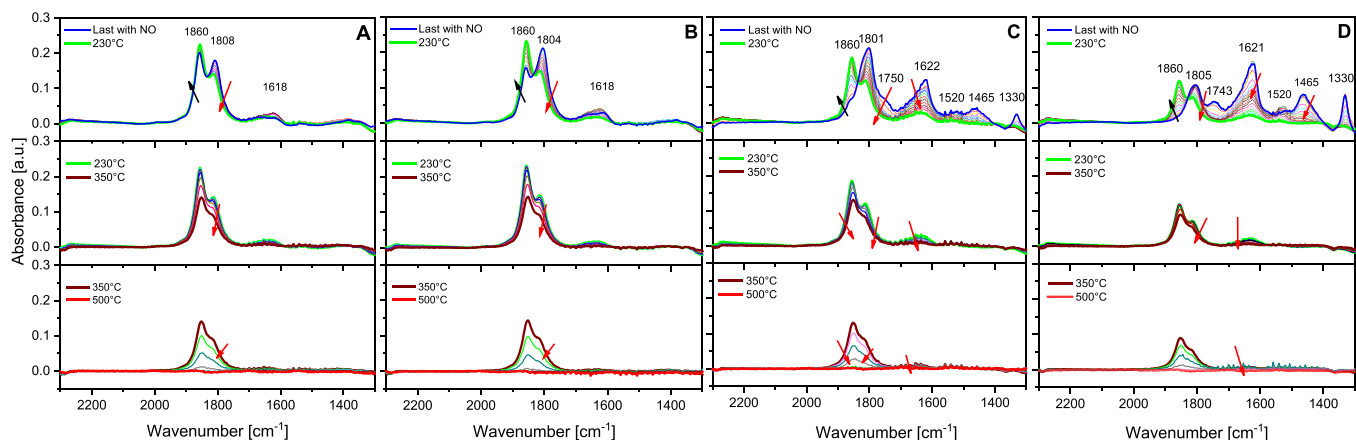 Absorbance [a.u.]
A
Last with NO
230°C
1860
1808
1618
0.3
0.2
0.1
0.0
230°C
350°C
0.3
0.2
0.1
0.0
350°C
500°C
0.3
0.2
0.1
0.0
2200 2000 1800 1600 1400
Wavenumber [cm⁻¹]
B
Last with NO
230°C
1860
1804
1618
230°C
350°C
350°C
500°C
2200 2000 1800 1600 1400
Wavenumber [cm⁻¹]
C
Last with NO
230°C
1860
1801
1750
1622
1520
1465
1330
230°C
350°C
350°C
500°C
2200 2000 1800 1600 1400
Wavenumber [cm⁻¹]
D
Last with NO
230°C
1860
1805
1743
1621
1520
1465
1330
230°C
350°C
350°C
500°C
2200 2000 1800 1600 1400
Wavenumber [cm⁻¹]